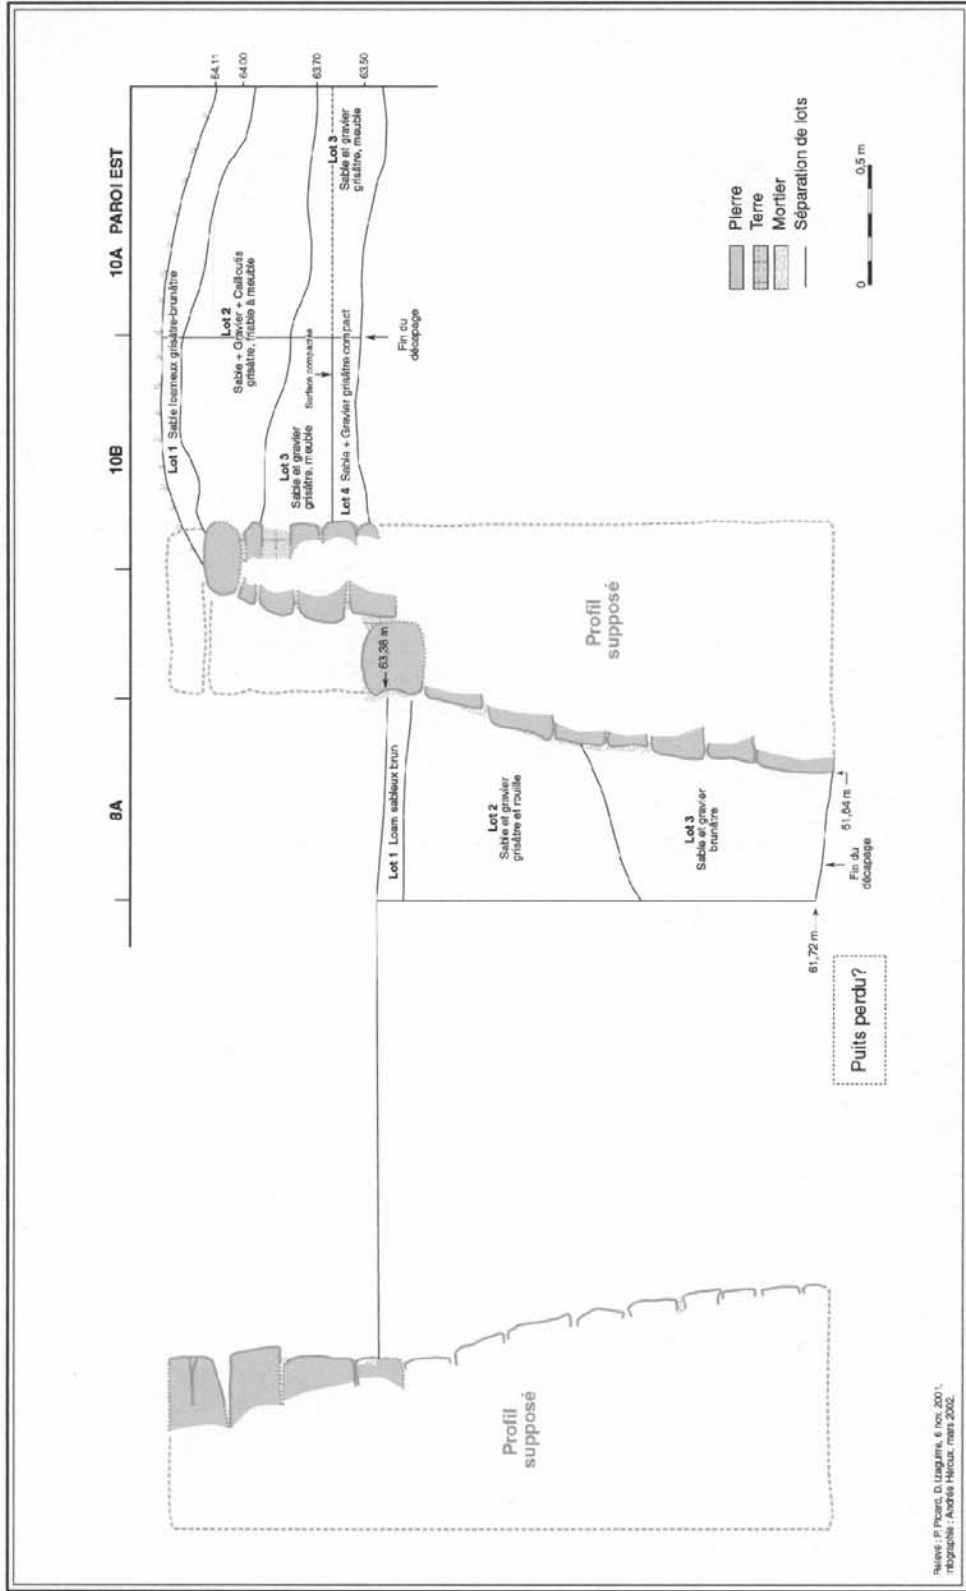 8A
10B
10A PAROI EST
64.11
64.00
63.70
63.50
Lot 1 Sable loameux grisâtre-brunâtre
Lot 2
Sable + Gravier + Cailloutis
grisâtre, friable à meuble
Lot 3
Sable et gravier
grisâtre, meuble
Surface compactée
Lot 3
Sable et gravier
grisâtre, meuble
Lot 4 Sable + Gravier grisâtre compact
Fin du
décapage
63.38 m
Lot 1 Loam sableux brun
Lot 2
Sable et gravier
grisâtre et rouille
Lot 3
Sable et gravier
brunâtre
Profil
supposé
61,64 m
Fin du
décapage
61,72 m
Puits perdu?
Profil
supposé
Pierre
Terre
Mortier
Séparation de lots
0
0,5 m
Relevé : P. Picard, D. Izaguirre, 6 nov. 2001.
Infographie : Andrée Héroux, mars 2002.